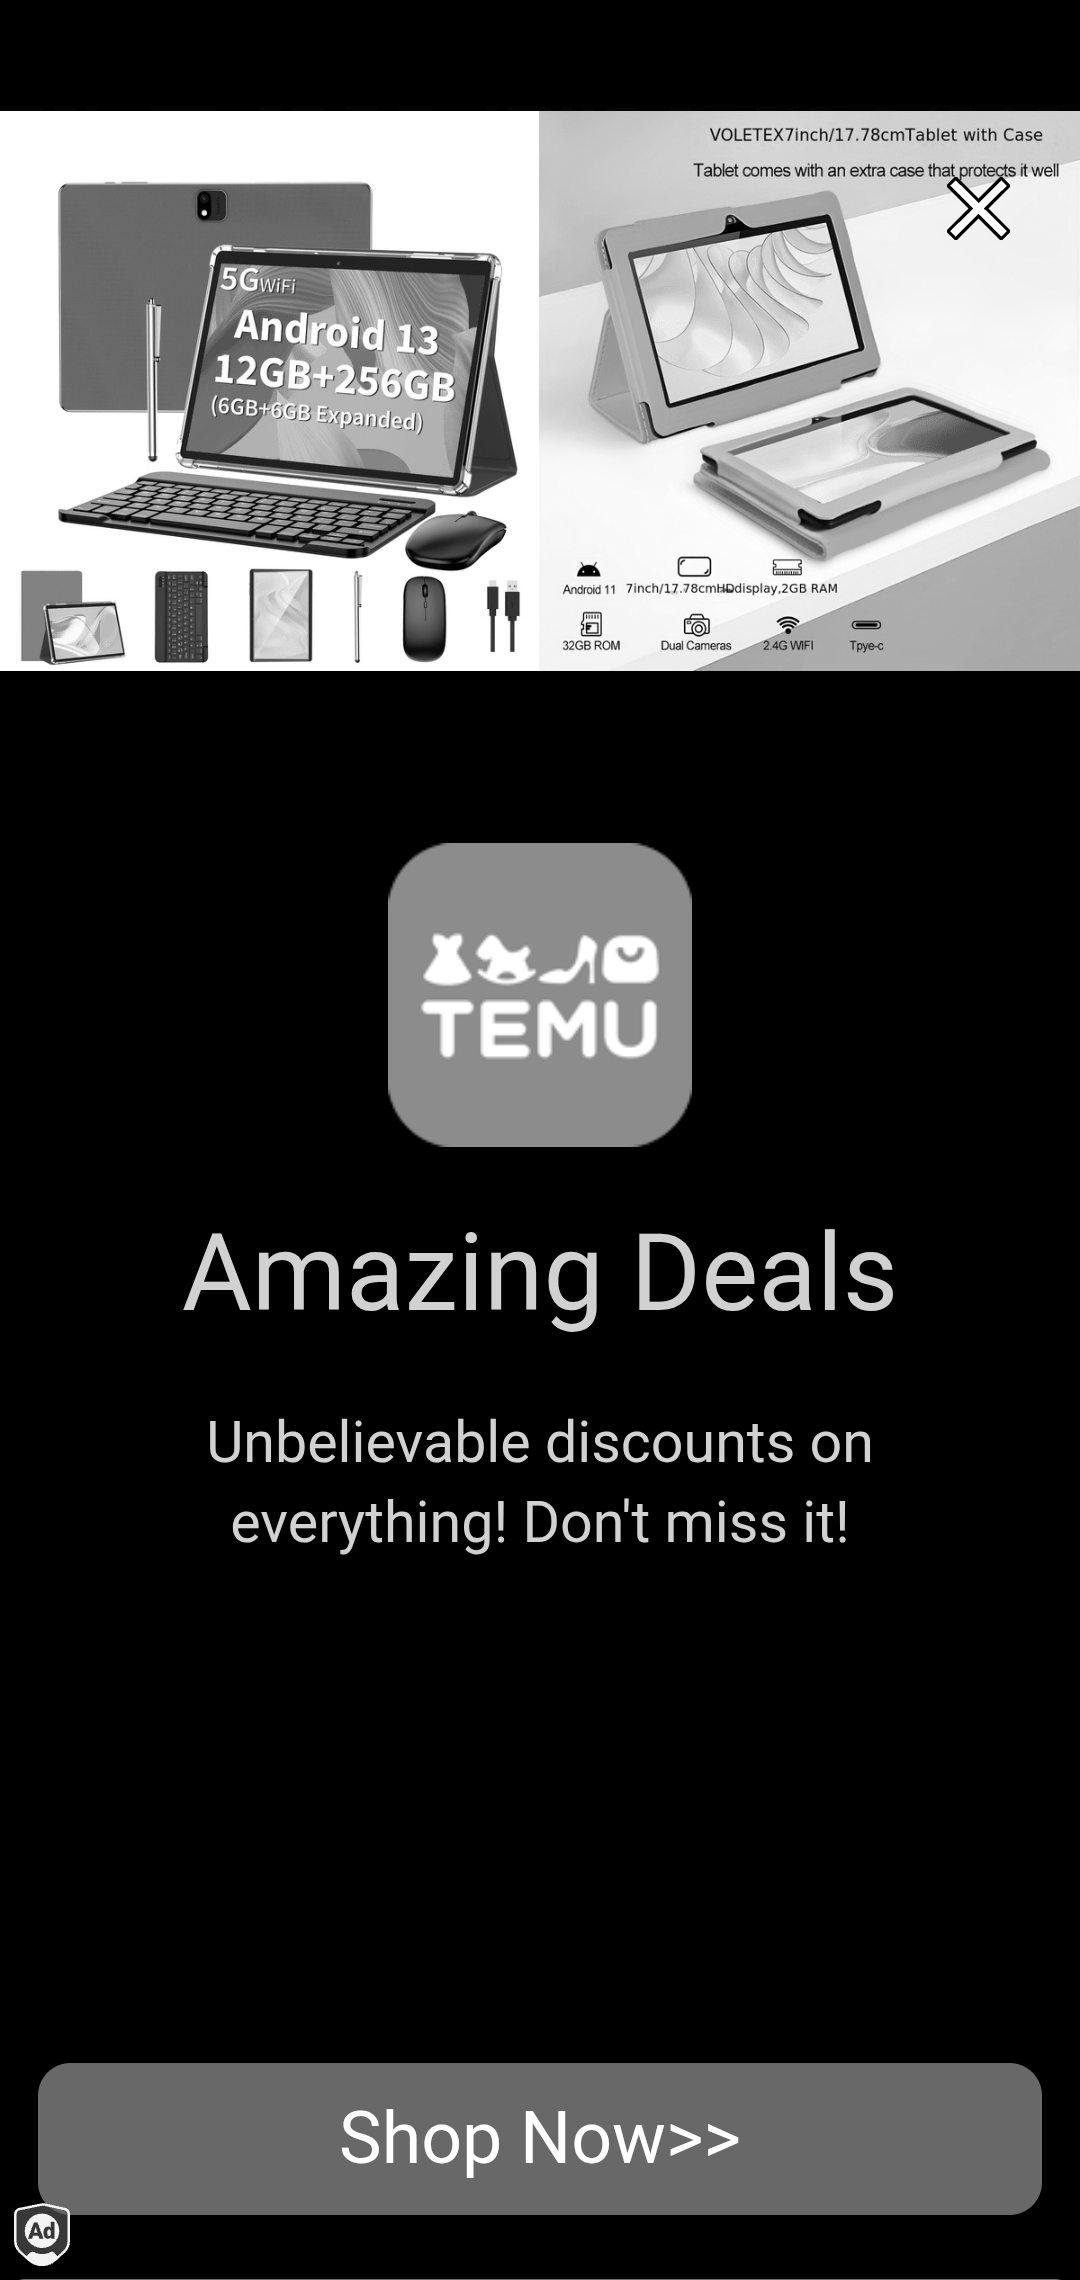 VOLETEX7inch/17.78cmTablet with Case
Tablet comes with an extra case that protects it well
5GWiFi
Android 13
12GB+256GB
(6GB+6GB Expanded)
Android 11
7inch/17.78cmHDdisplay,2GB RAM
32GB ROM
Dual Cameras
2.4G WIFI
Tpye-c
TEMU
Amazing Deals
Unbelievable discounts on
everything! Don't miss it!
Shop Now>>
Ad